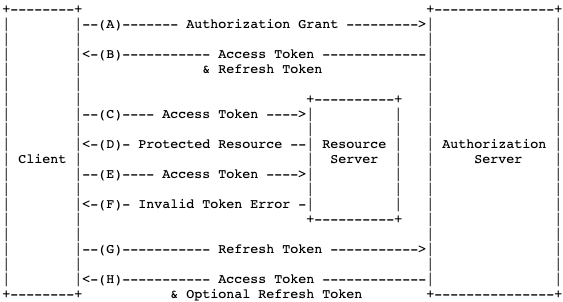 +--------+                                           +---------------+
|        |--(A)------- Authorization Grant --------->|               |
|        |                                           |               |
|        |<-(B)----------- Access Token -------------|               |
|        |               & Refresh Token             |               |
|        |                                           |               |
|        |                            +----------+   |               |
|        |--(C)---- Access Token ---->|          |   |               |
|        |                            |          |   |               |
|        |<-(D)- Protected Resource --| Resource |   | Authorization |
| Client |                            |  Server  |   |     Server    |
|        |--(E)---- Access Token ---->|          |   |               |
|        |                            |          |   |               |
|        |<-(F)- Invalid Token Error -|          |   |               |
|        |                            +----------+   |               |
|        |                                           |               |
|        |--(G)----------- Refresh Token ----------->|               |
|        |                                           |               |
|        |<-(H)----------- Access Token -------------|               |
+--------+           & Optional Refresh Token        +---------------+